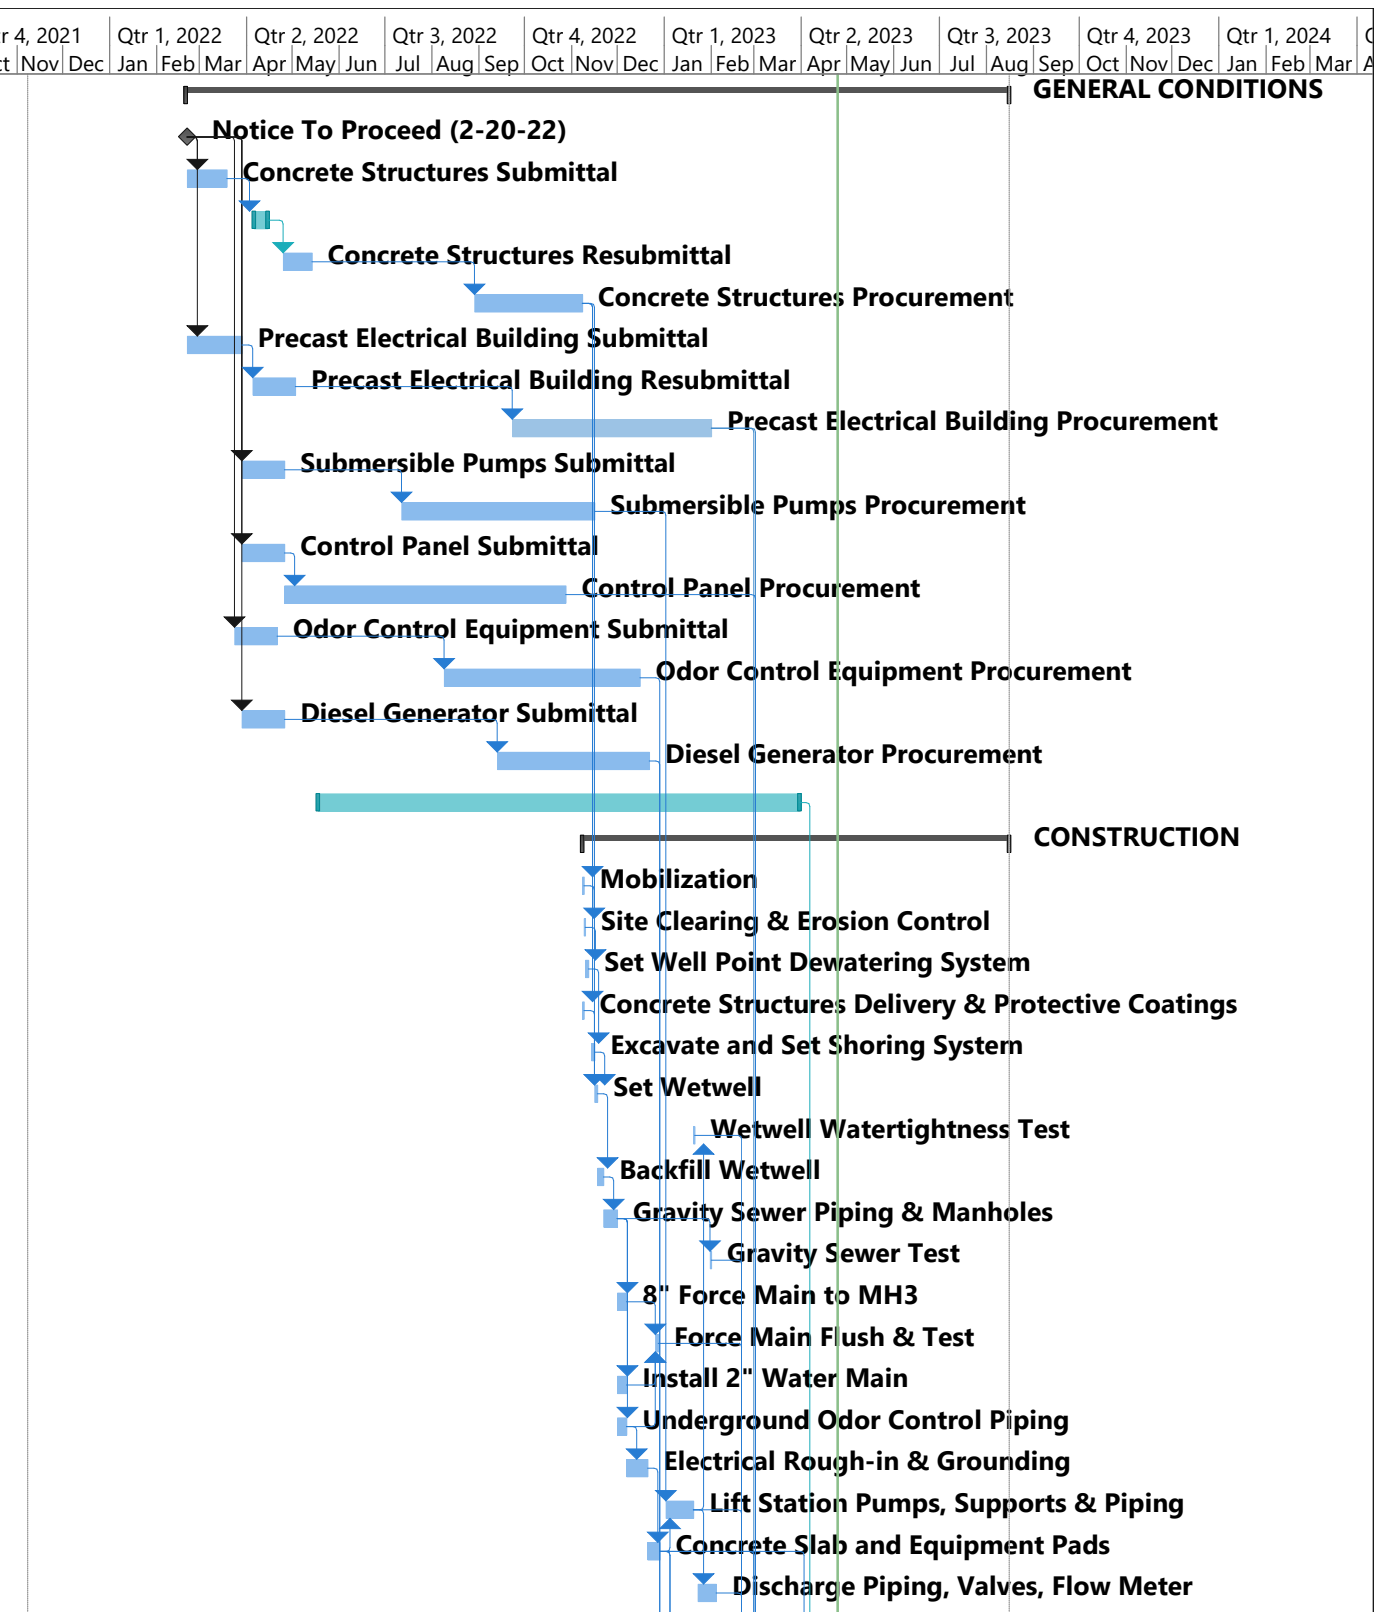 r 4, 2021 Qtr 1, 2022 Qtr 2, 2022 Qtr 3, 2022 Qtr 4, 2022 Qtr 1, 2023 Qtr 2, 2023 Qtr 3, 2023 Qtr 4, 2023 Qtr 1, 2024
ct Nov Dec Jan Feb Mar Apr May Jun Jul Aug Sep Oct Nov Dec Jan Feb Mar Apr May Jun Jul Aug Sep Oct Nov Dec Jan Feb Mar A
GENERAL CONDITIONS
Notice To Proceed (2-20-22)
Concrete Structures Submittal
Concrete Structures Resubmittal
Concrete Structures Procurement
Precast Electrical Building Submittal
Precast Electrical Building Resubmittal
Precast Electrical Building Procurement
Submersible Pumps Submittal
Submersible Pumps Procurement
Control Panel Submittal
Control Panel Procurement
Odor Control Equipment Submittal
Odor Control Equipment Procurement
Diesel Generator Submittal
Diesel Generator Procurement
CONSTRUCTION
Mobilization
Site Clearing & Erosion Control
Set Well Point Dewatering System
Concrete Structures Delivery & Protective Coatings
Excavate and Set Shoring System
Set Wetwell
Wetwell Watertightness Test
Backfill Wetwell
Gravity Sewer Piping & Manholes
Gravity Sewer Test
8" Force Main to MH3
Force Main Flush & Test
Install 2" Water Main
Underground Odor Control Piping
Electrical Rough-in & Grounding
Lift Station Pumps, Supports & Piping
Concrete Slab and Equipment Pads
Discharge Piping, Valves, Flow Meter